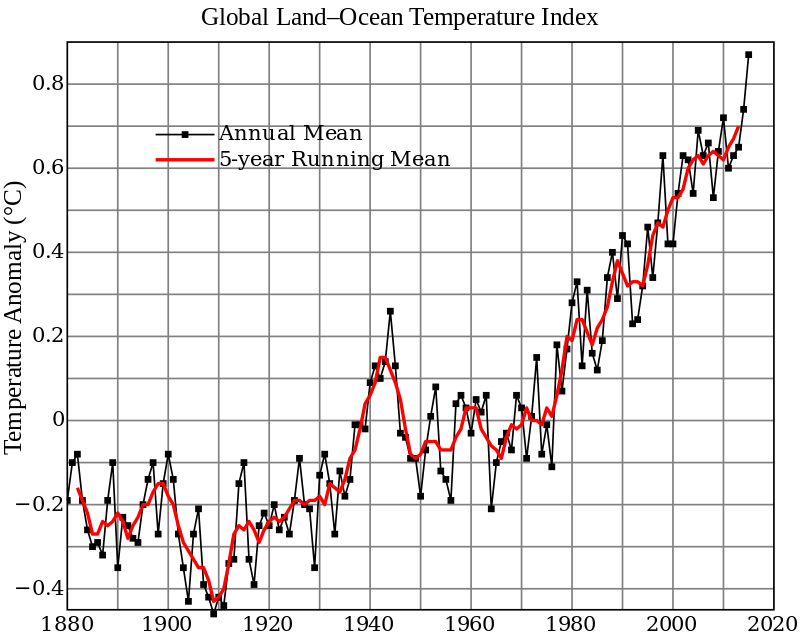 Global Land–Ocean Temperature Index
Temperature Anomaly (°C)
0.8
0.6
0.4
0.2
0
−0.2
−0.4
Annual Mean
5-year Running Mean
1880 1900 1920 1940 1960 1980 2000 2020